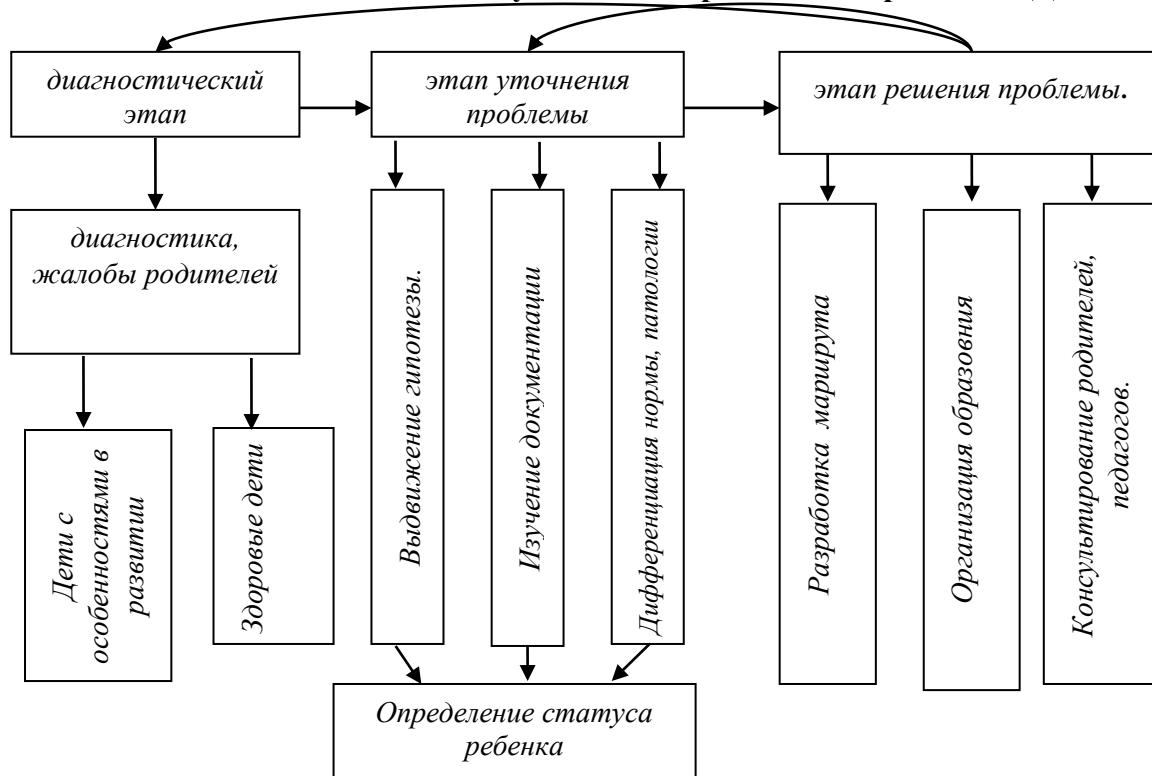 диагностический
этап
этап уточнения
проблемы
этап решения проблемы.
диагностика,
жалобы родителей
Дети с
особенностями в
развитии
Здоровые дети
Выдвижение гипотезы.
Изучение документации
Дифференциация нормы, патологии
Разработка маршрута
Организация образовния
Консультирование родителей,
педагогов.
Определение статуса
ребенка